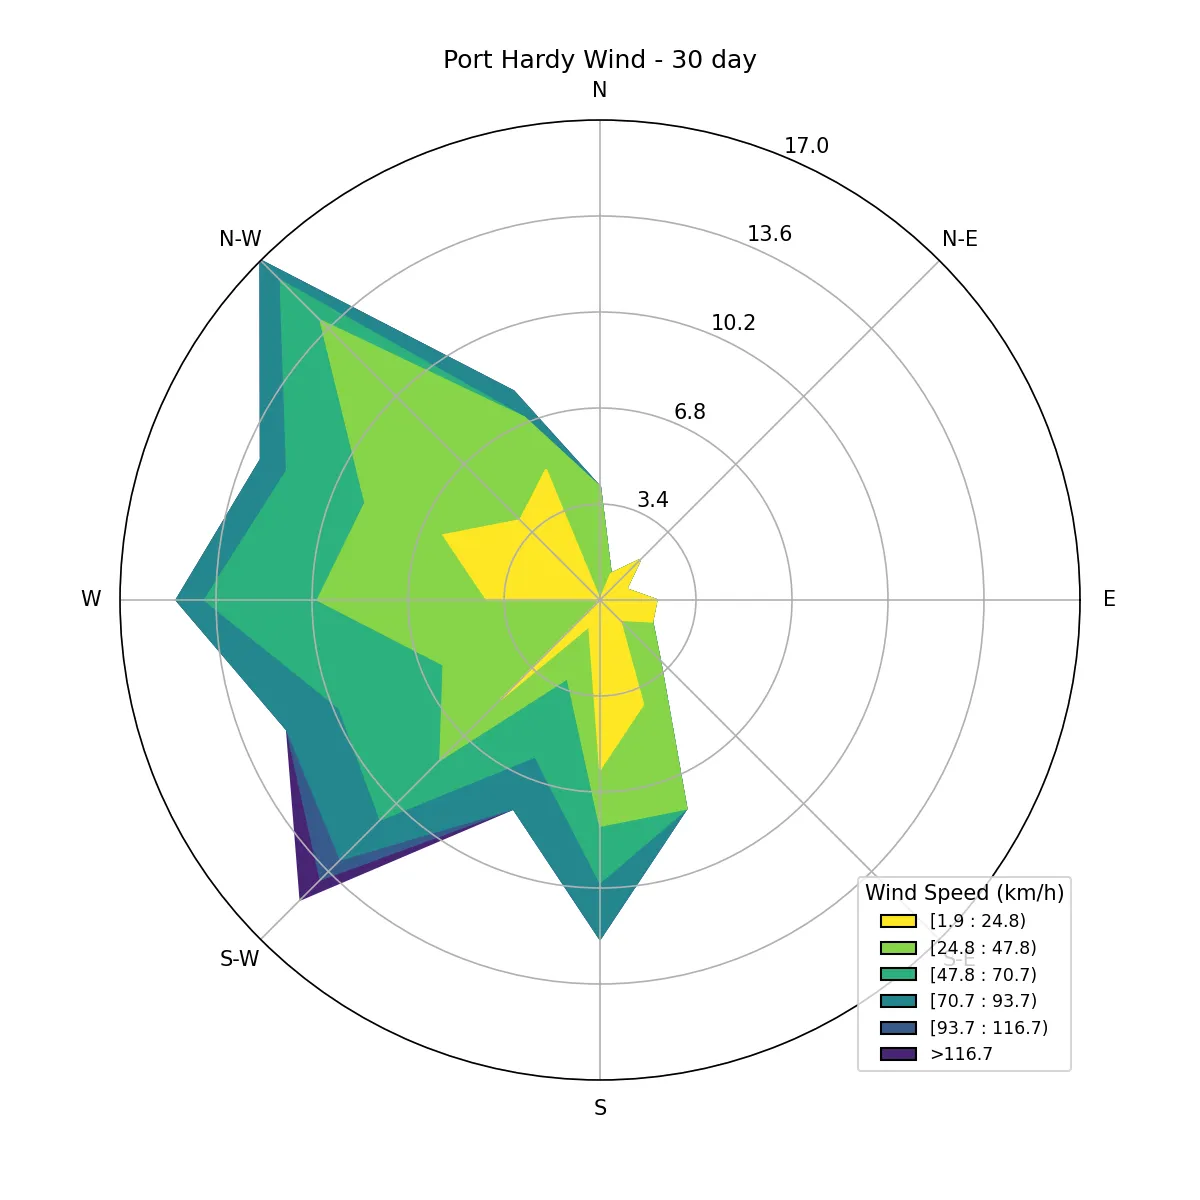 Port Hardy Wind - 30 day
N
17.0
13.6
N-W
N-E
10.2
6.8
3.4
W
E
Wind Speed (km/h)
[1.9 : 24.8)
[24.8 : 47.8)
S-W
S-E
[47.8 : 70.7)
[70.7 : 93.7)
[93.7 : 116.7)
>116.7
S